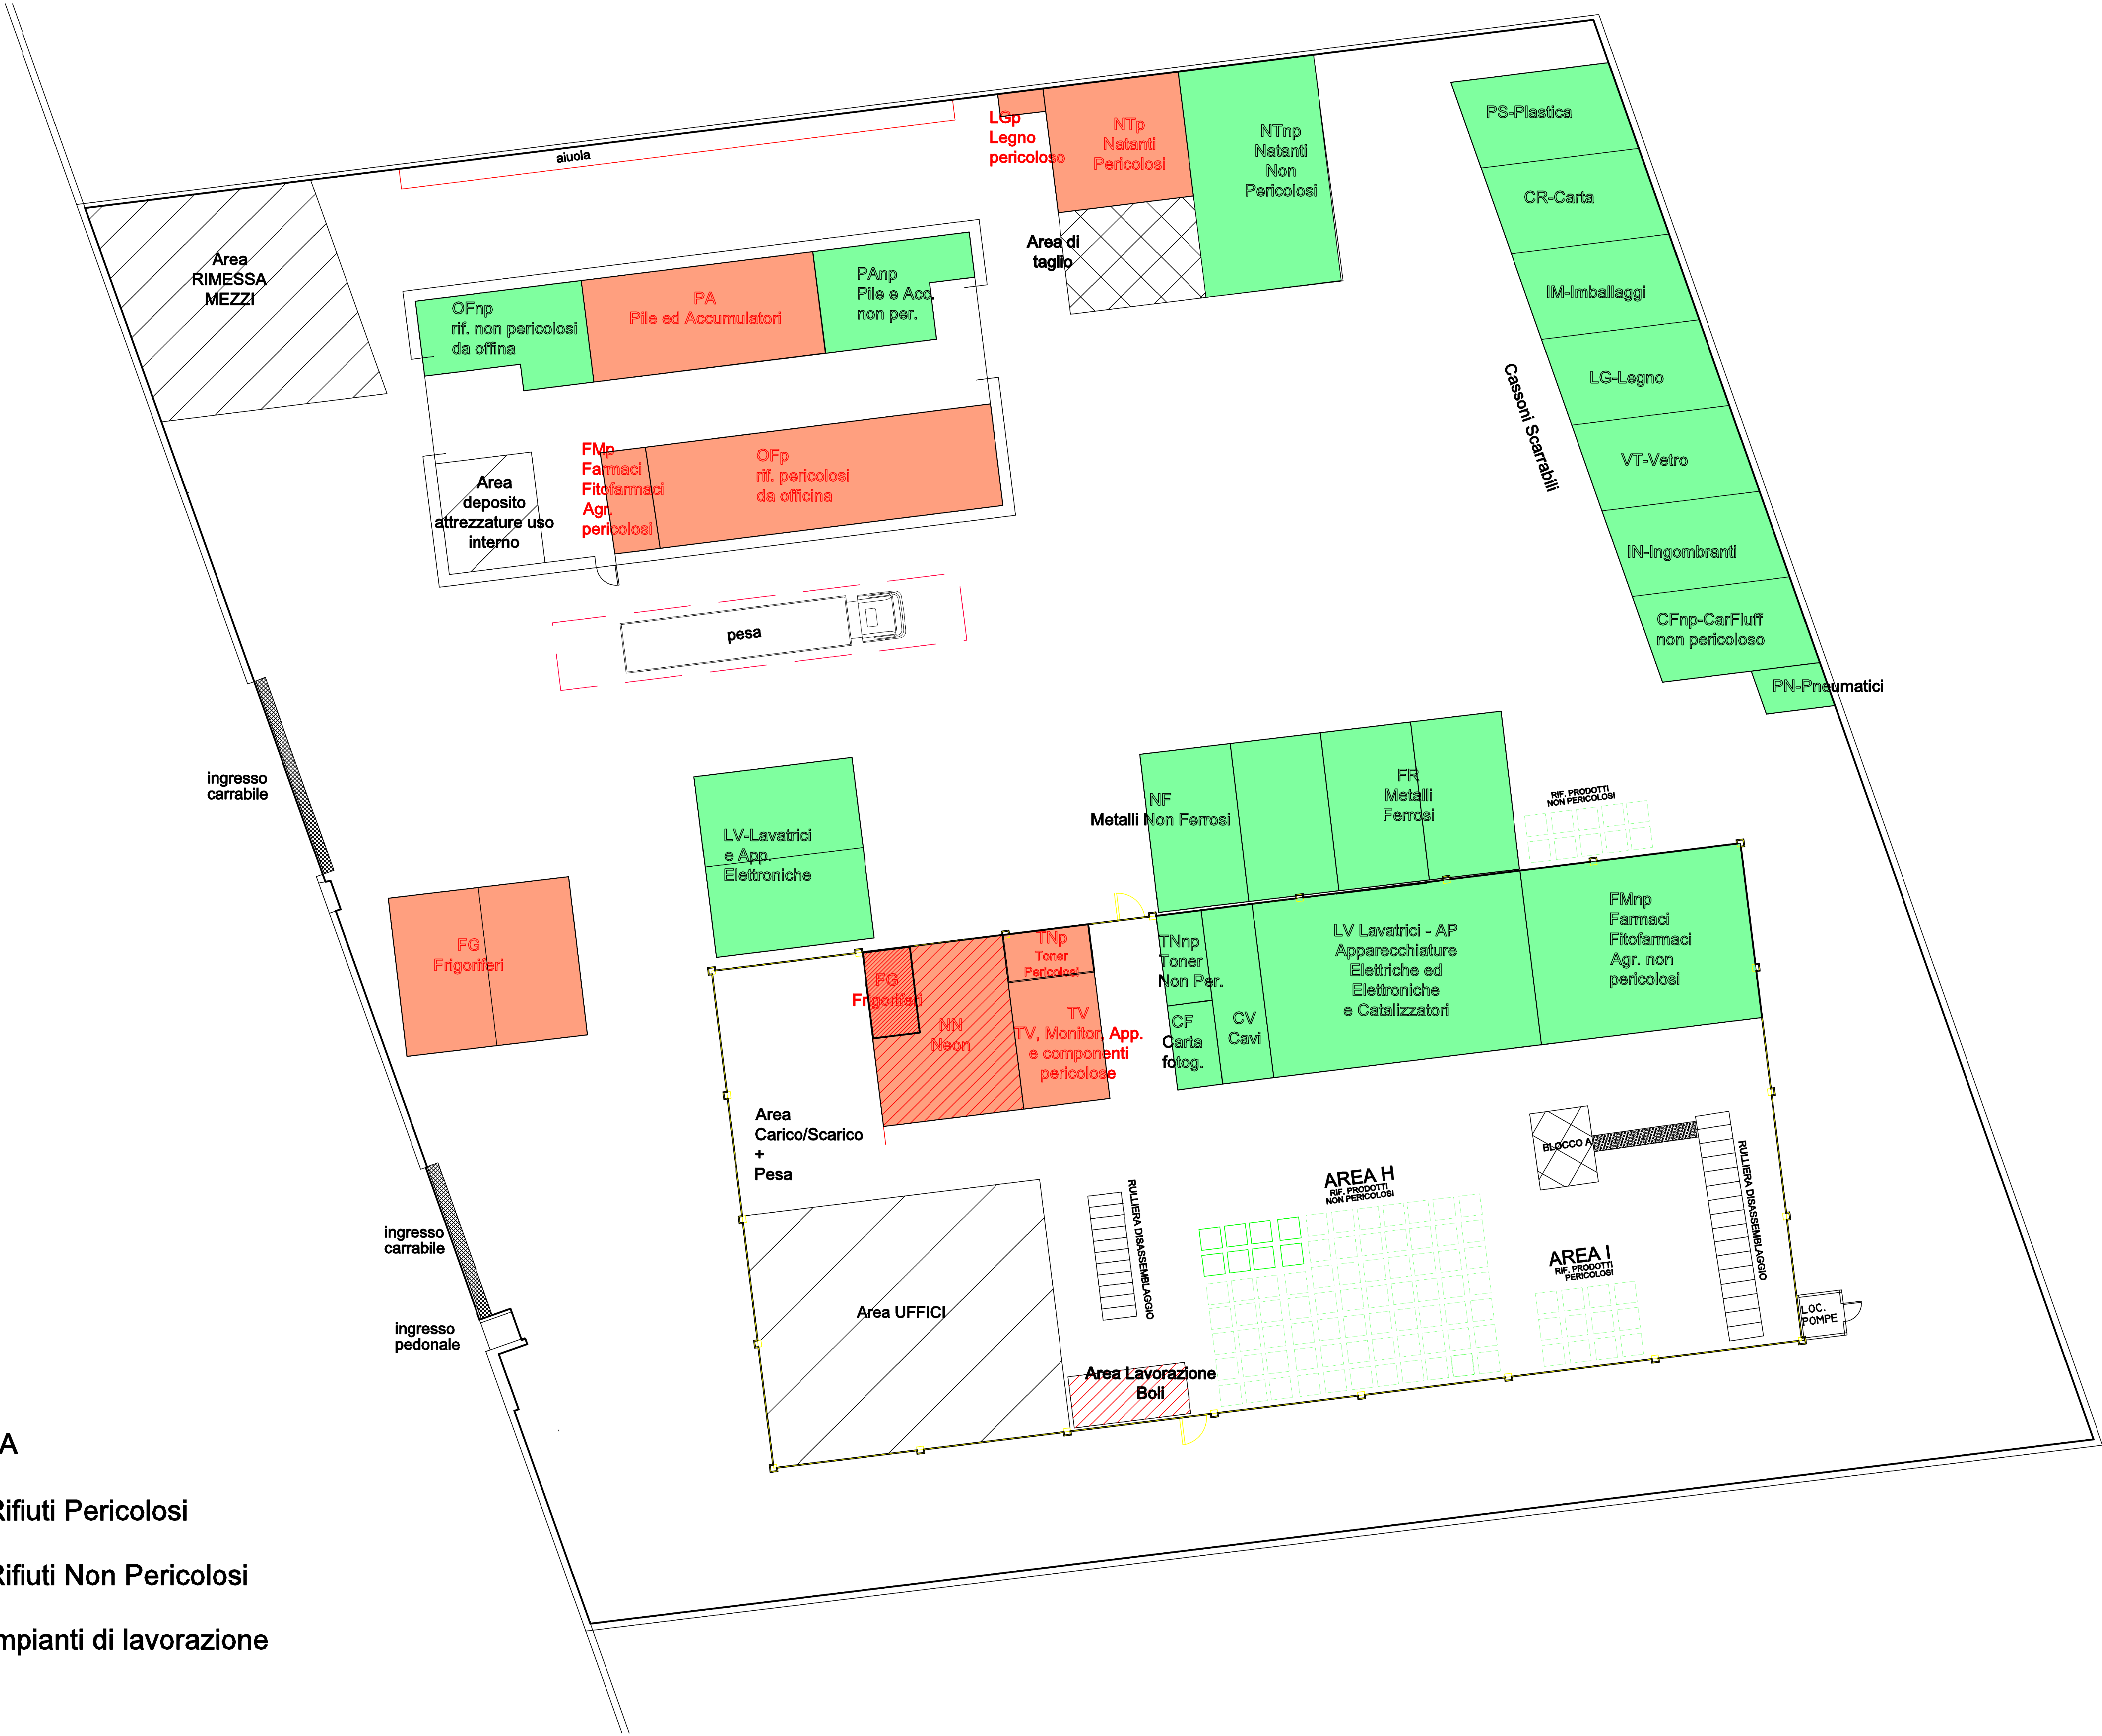 aiuola
Area
RIMESSA
MEZZI
LGp
Legno
pericoloso
NTp
Natanti
Pericolosi
NTnp
Natanti
Non
Pericolosi
Area di
taglio
PS-Plastica
CR-Carta
IM-Imballaggi
LG-Legno
VT-Vetro
IN-Ingombranti
CFnp-CarFluff
non pericoloso
PN-Pneumatici
Cassoni Scarrabili
OFnp
rif. non pericolosi
da offina
PA
Pile ed Accumulatori
PAnp
Pile e Acc.
non per.
Area
deposito
attrezzature uso
interno
FMp
Farmaci
Fitofarmaci
Agr.
pericolosi
OFp
rif. pericolosi
da officina
pesa
ingresso
carrabile
LV-Lavatrici
e App.
Elettroniche
NF
Metalli Non Ferrosi
FR
Metalli
Ferrosi
RIF. PRODOTTI
NON PERICOLOSI
FG
Frigoriferi
FG
Frigoriferi
NN
Neon
TNp
Toner
Pericolosi
TV
TV, Monitor, App.
e componenti
pericolose
TNnp
Toner
Non Per.
CF
Carta
fotog.
CV
Cavi
LV Lavatrici - AP
Apparecchiature
Elettriche ed
Elettroniche
e Catalizzatori
FMnp
Farmaci
Fitofarmaci
Agr. non
pericolosi
Area
Carico/Scarico
+
Pesa
BLOCCO A
RULLIERA DISASSEMBLAGGIO
RULLIERA DISASSEMBLAGGIO
AREA H
RIF. PRODOTTI
NON PERICOLOSI
AREA I
RIF. PRODOTTI
PERICOLOSI
LOC.
POMPE
ingresso
carrabile
ingresso
pedonale
Area UFFICI
Area Lavorazione
Boli
A
Rifiuti Pericolosi
Rifiuti Non Pericolosi
mpianti di lavorazione